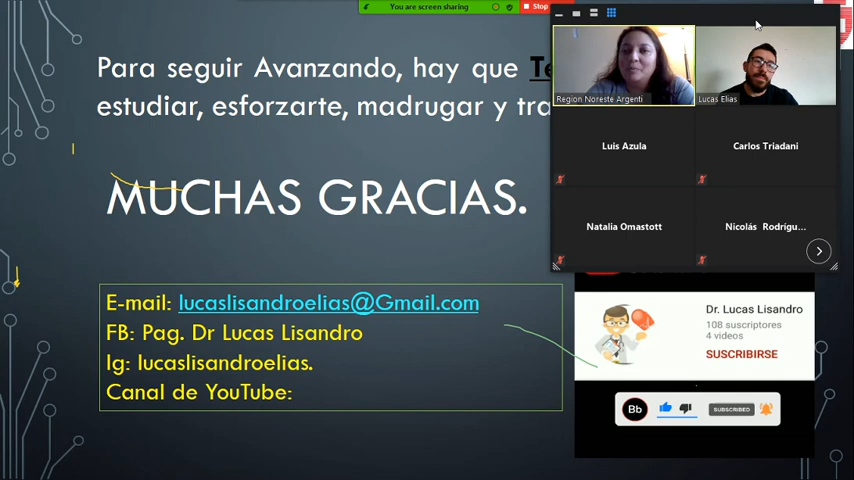 You are screen sharing
Stop
Para seguir Avanzando, hay que
estudiar, esforzarte, madrugar y
MUCHAS GRACIAS.
E-mail: lucaslisandroelias@Gmail.com
FB: Pag. Dr Lucas Lisandro
Ig: lucaslisandroelias.
Canal de YouTube:
Region Noreste Argenti
Lucas Elias
Luis Azula
Carlos Triadani
Natalia Omastott
Nicolás Rodrígu...
Dr. Lucas Lisandro
108 suscriptores
4 videos
SUSCRIBIRSE
Bb
SUBSCRIBED